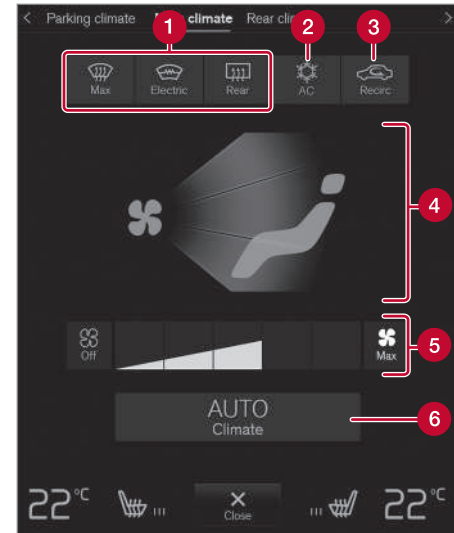 Parking climate climate Rear
1 2 3
Max Electric Rear AC Recirc
4
Off Max 5
AUTO
Climate 6
22°C Close 22°C